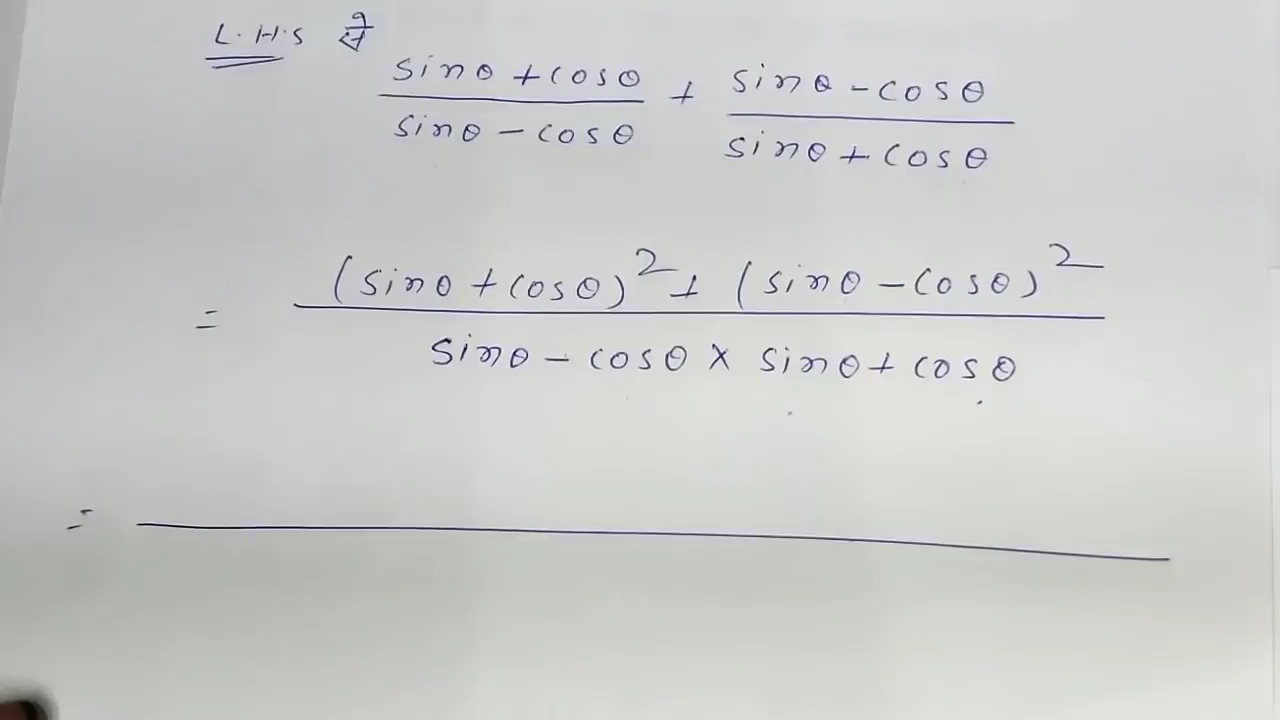 L.H.S से
sinθ + cosθ / sinθ - cosθ + sinθ - cosθ / sinθ + cosθ
= (sinθ + cosθ)² + (sinθ - cosθ)² / sinθ - cosθ × sinθ + cosθ
=